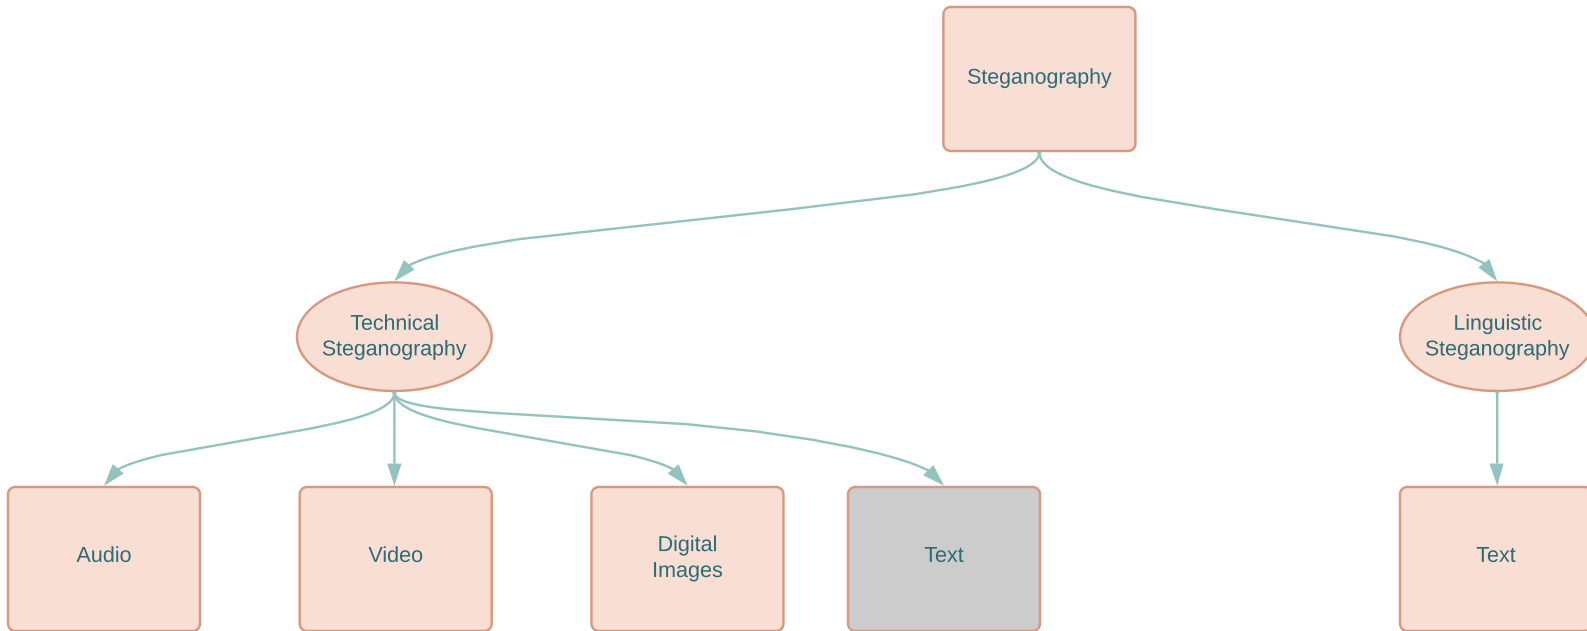 Steganography
Technical
Steganography
Linguistic
Steganography
Audio
Video
Digital
Images
Text
Text